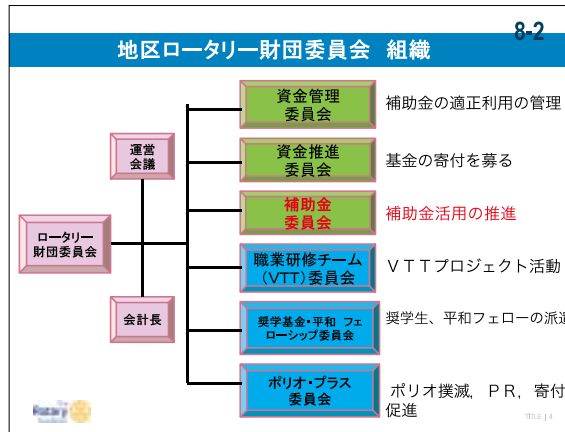 8-2
地区ロータリー財団委員会 組織
資金管理
委員会
補助金の適正利用の管理
運営
会議
資金推進
委員会
基金の寄付を募る
補助金
委員会
補助金活用の推進
ロータリー
財団委員会
職業研修チーム
(VTT)委員会
ＶＴＴプロジェクト活動
会計長
奨学基金・平和 フェ
ローシップ委員会
奨学生、平和フェローの派遣
ポリオ・プラス
委員会
ポリオ撲滅，ＰＲ，寄付
促進
Rotary
TITLE | 4